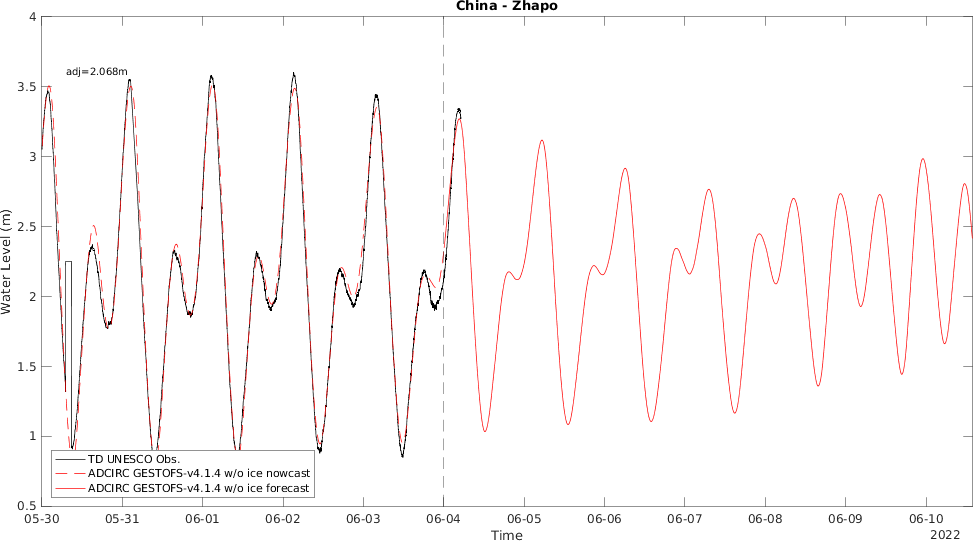 China - Zhapo
4
adj=2.068m
3.5
3
2.5
2
1.5
1
0.5
Water Level (m)
TD UNESCO Obs.
ADCIRC GESTOFS-v4.1.4 w/o ice nowcast
ADCIRC GESTOFS-v4.1.4 w/o ice forecast
05-30 05-31 06-01 06-02 06-03 06-04 06-05 06-06 06-07 06-08 06-09 06-10
Time
2022